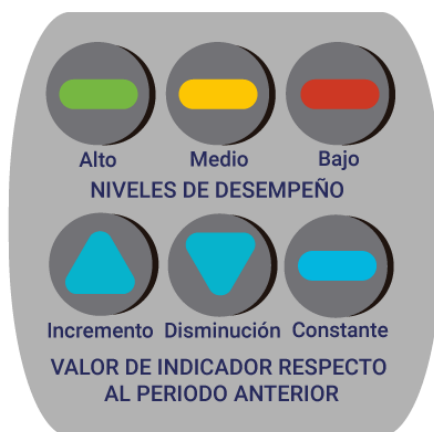 Alto Medio Bajo
NIVELES DE DESEMPEÑO
Incremento Disminución Constante
VALOR DE INDICADOR RESPECTO
AL PERIODO ANTERIOR